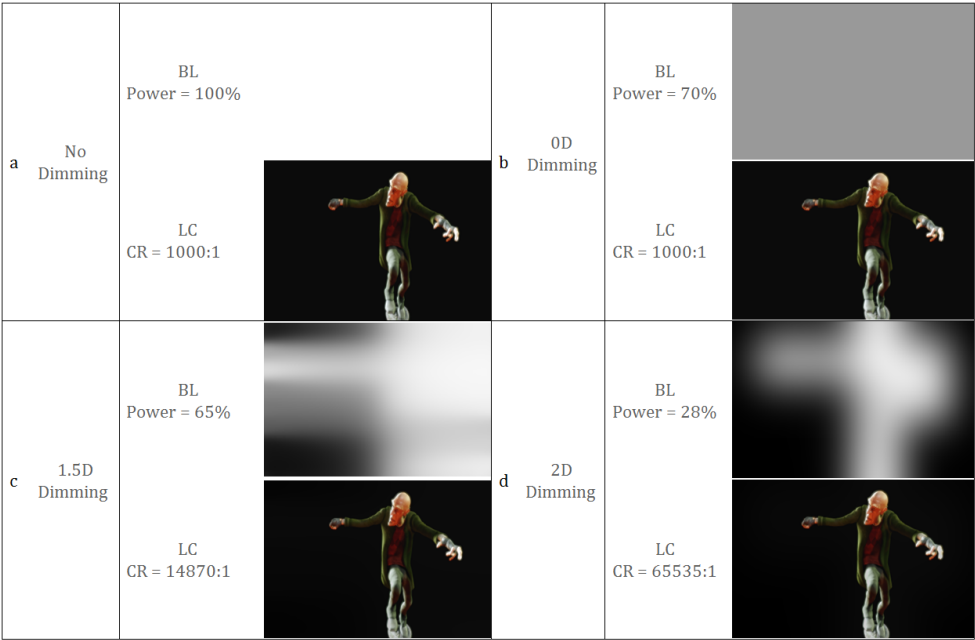 a
No
Dimming
BL
Power = 100%
LC
CR = 1000:1
b
0D
Dimming
BL
Power = 70%
LC
CR = 1000:1
c
1.5D
Dimming
BL
Power = 65%
LC
CR = 14870:1
d
2D
Dimming
BL
Power = 28%
LC
CR = 65535:1